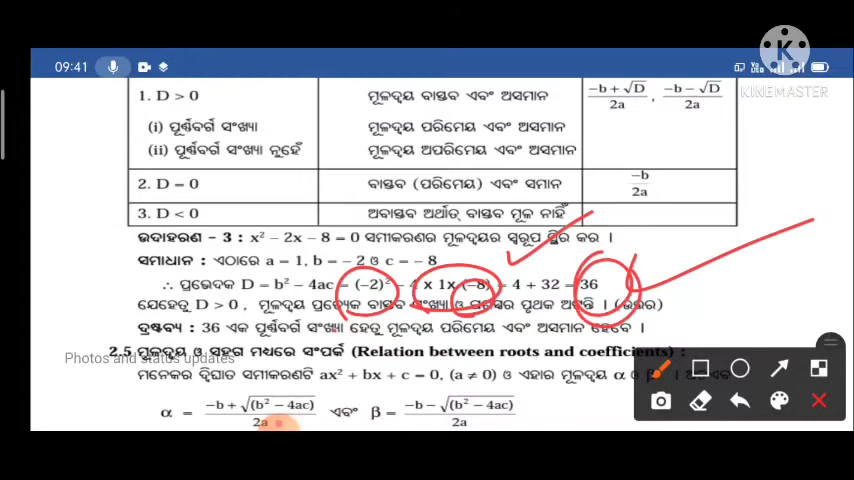 09:41
KINEMASTER
1. D > 0 ମୂଳଦ୍ୱୟ ବାସ୍ତବ ଏବଂ ଅସମାନ −b + √D / 2a , −b − √D / 2a
(i) ପୂର୍ଣ୍ଣବର୍ଗ ସଂଖ୍ୟା ମୂଳଦ୍ୱୟ ପରିମେୟ ଏବଂ ଅସମାନ
(ii) ପୂର୍ଣ୍ଣବର୍ଗ ସଂଖ୍ୟା ନୁହେଁ ମୂଳଦ୍ୱୟ ଅପରିମେୟ ଏବଂ ଅସମାନ
2. D = 0 ବାସ୍ତବ (ପରିମେୟ) ଏବଂ ସମାନ −b / 2a
3. D < 0 ଅବାସ୍ତବ ଅର୍ଥାତ୍ ବାସ୍ତବ ମୂଳ ନାହିଁ
ଉଦାହରଣ – 3 : x² − 2x − 8 = 0 ସମୀକରଣର ମୂଳଦ୍ୱୟର ସ୍ୱରୂପ ସ୍ଥିର କର ।
ସମାଧାନ : ଏଠାରେ a = 1, b = − 2 ଓ c = − 8
∴ ପ୍ରଭେଦକ D = b² − 4ac = (−2)² − 4 x 1x (−8) = 4 + 32 = 36
ଯେହେତୁ D > 0, ମୂଳଦ୍ୱୟ ପ୍ରତ୍ୟେକ ବାସ୍ତବ ସଂଖ୍ୟା ଓ ପରସ୍ପର ପୃଥକ ଅଟନ୍ତି । (ଉତ୍ତର)
ଦ୍ରଷ୍ଟବ୍ୟ : 36 ଏକ ପୂର୍ଣ୍ଣବର୍ଗ ସଂଖ୍ୟା ହେତୁ ମୂଳଦ୍ୱୟ ପରିମେୟ ଏବଂ ଅସମାନ ହେବେ ।
2.5 ମୂଳଦ୍ୱୟ ଓ ସହଗ ମଧ୍ୟରେ ସଂପର୍କ (Relation between roots and coefficients) :
Photos and status updates
ମନେକର ଦ୍ୱିଘାତ ସମୀକରଣଟି ax² + bx + c = 0, (a ≠ 0) ଓ ଏହାର ମୂଳଦ୍ୱୟ α ଓ β ।
α = −b + √(b² − 4ac) / 2a ଏବଂ β = −b − √(b² − 4ac) / 2a